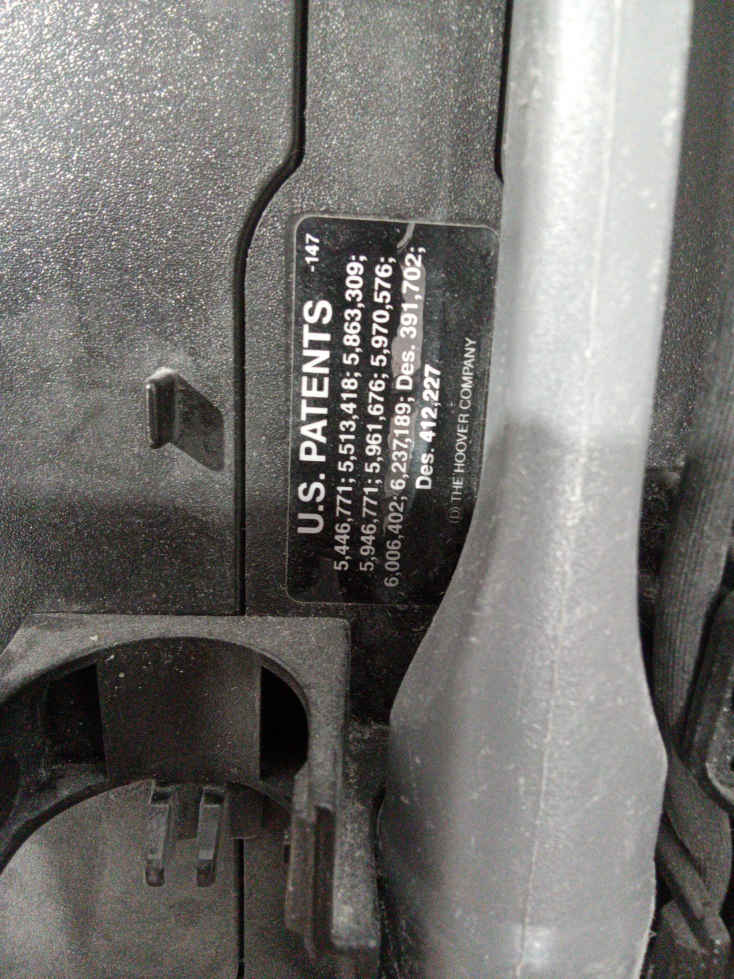 U.S. PATENTS -147
5,446,771; 5,513,418; 5,863,309;
5,946,771; 5,961,676; 5,970,576;
6,006,402; 6,237,189; Des. 391,702;
Des. 412,227
(D) THE HOOVER COMPANY